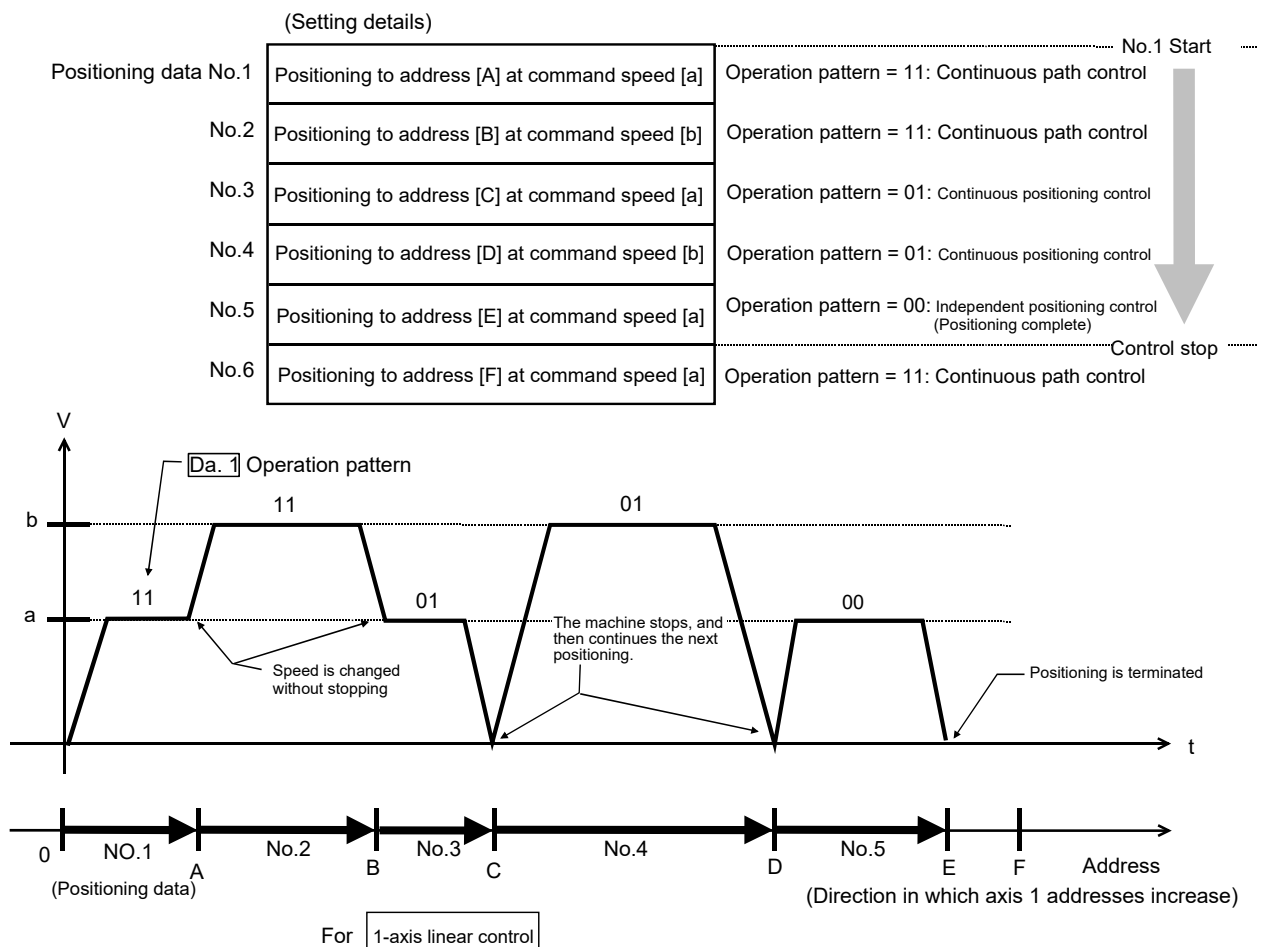 (Setting details)
No.1 Start
Positioning data No.1 Positioning to address [A] at command speed [a] Operation pattern = 11: Continuous path control
No.2 Positioning to address [B] at command speed [b] Operation pattern = 11: Continuous path control
No.3 Positioning to address [C] at command speed [a] Operation pattern = 01: Continuous positioning control
No.4 Positioning to address [D] at command speed [b] Operation pattern = 01: Continuous positioning control
No.5 Positioning to address [E] at command speed [a] Operation pattern = 00: Independent positioning control
(Positioning complete)
Control stop
No.6 Positioning to address [F] at command speed [a] Operation pattern = 11: Continuous path control
V
Da. 1 Operation pattern
b
11
01
a
11
01
00
The machine stops, and
then continues the next
positioning.
Speed is changed
without stopping
Positioning is terminated
t
0
NO.1
No.2
No.3
No.4
No.5
A
B
C
D
E
F
Address
(Positioning data)
(Direction in which axis 1 addresses increase)
For 1-axis linear control